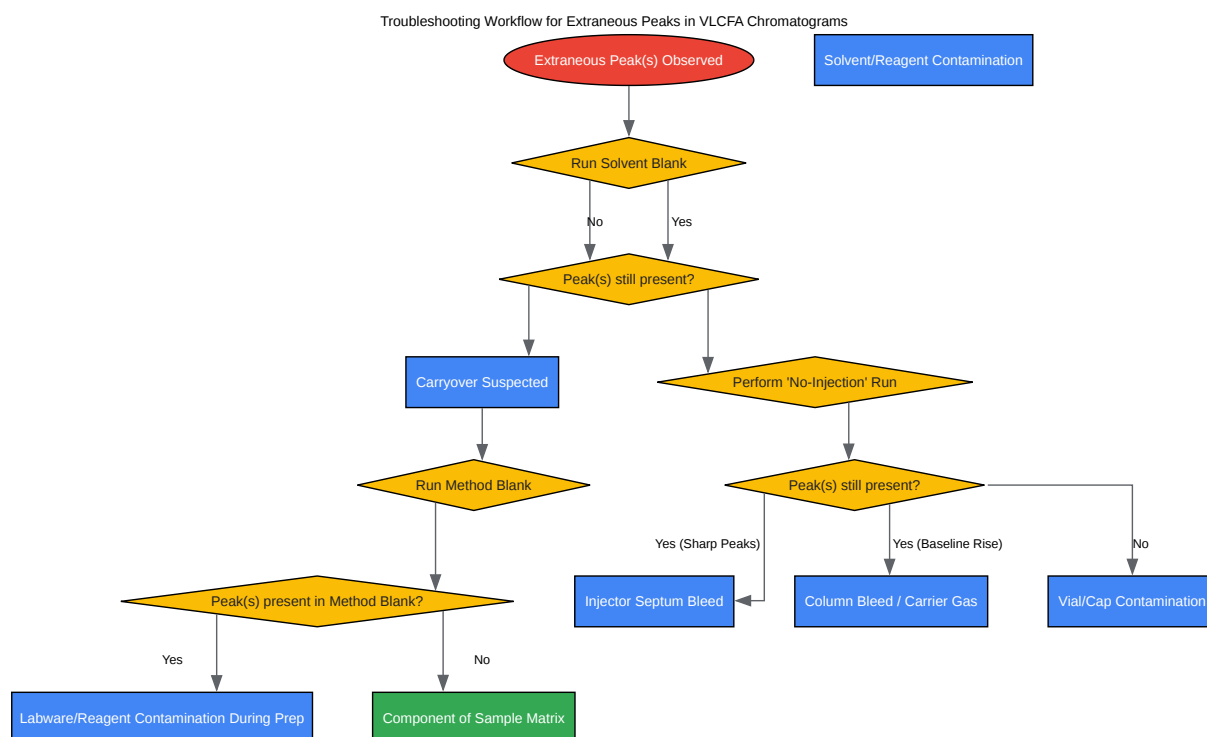 Troubleshooting Workflow for Extraneous Peaks in VLCFA Chromatograms
Extraneous Peak(s) Observed
Solvent/Reagent Contamination
Run Solvent Blank
No
Yes
Peak(s) still present?
Carryover Suspected
Perform 'No-Injection' Run
Run Method Blank
Peak(s) still present?
Yes (Sharp Peaks)
Yes (Baseline Rise)
No
Peak(s) present in Method Blank?
Injector Septum Bleed
Column Bleed / Carrier Gas
Vial/Cap Contamination
Yes
No
Labware/Reagent Contamination During Prep
Component of Sample Matrix